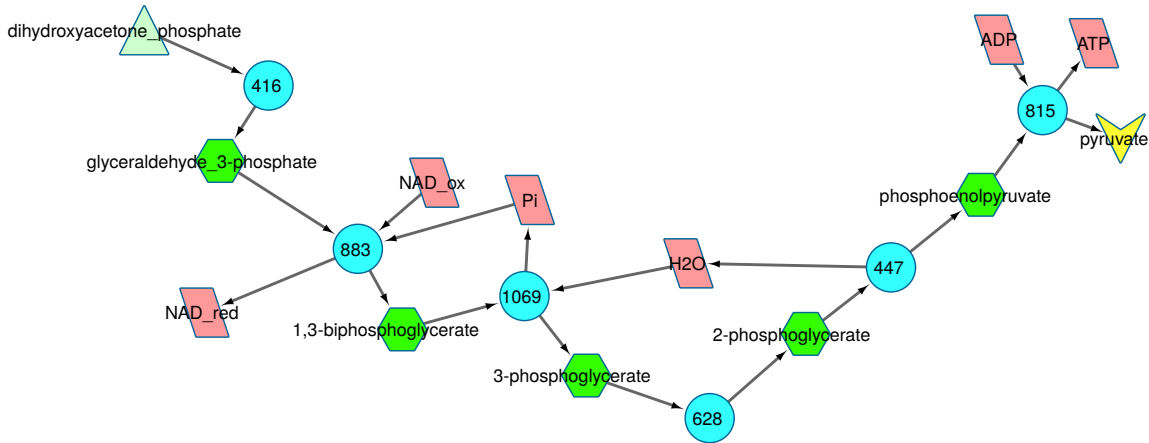 dihydroxyacetone_phosphate
416
glyceraldehyde_3-phosphate
NAD_ox
Pi
883
NAD_red
1,3-biphosphoglycerate
1069
H2O
3-phosphoglycerate
628
2-phosphoglycerate
447
phosphoenolpyruvate
ADP
ATP
815
pyruvate